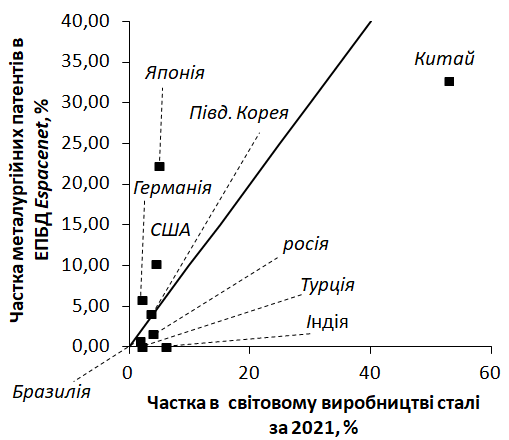 Частка металургійних патентів в
ЕПБД Espacenet, %
40,00
35,00
30,00
25,00
20,00
15,00
10,00
5,00
0,00
Китай
Японія
Півд. Корея
Германія
США
росія
Турція
Індія
Бразилія
0
20
40
60
Частка в світовому виробництві сталі
за 2021, %